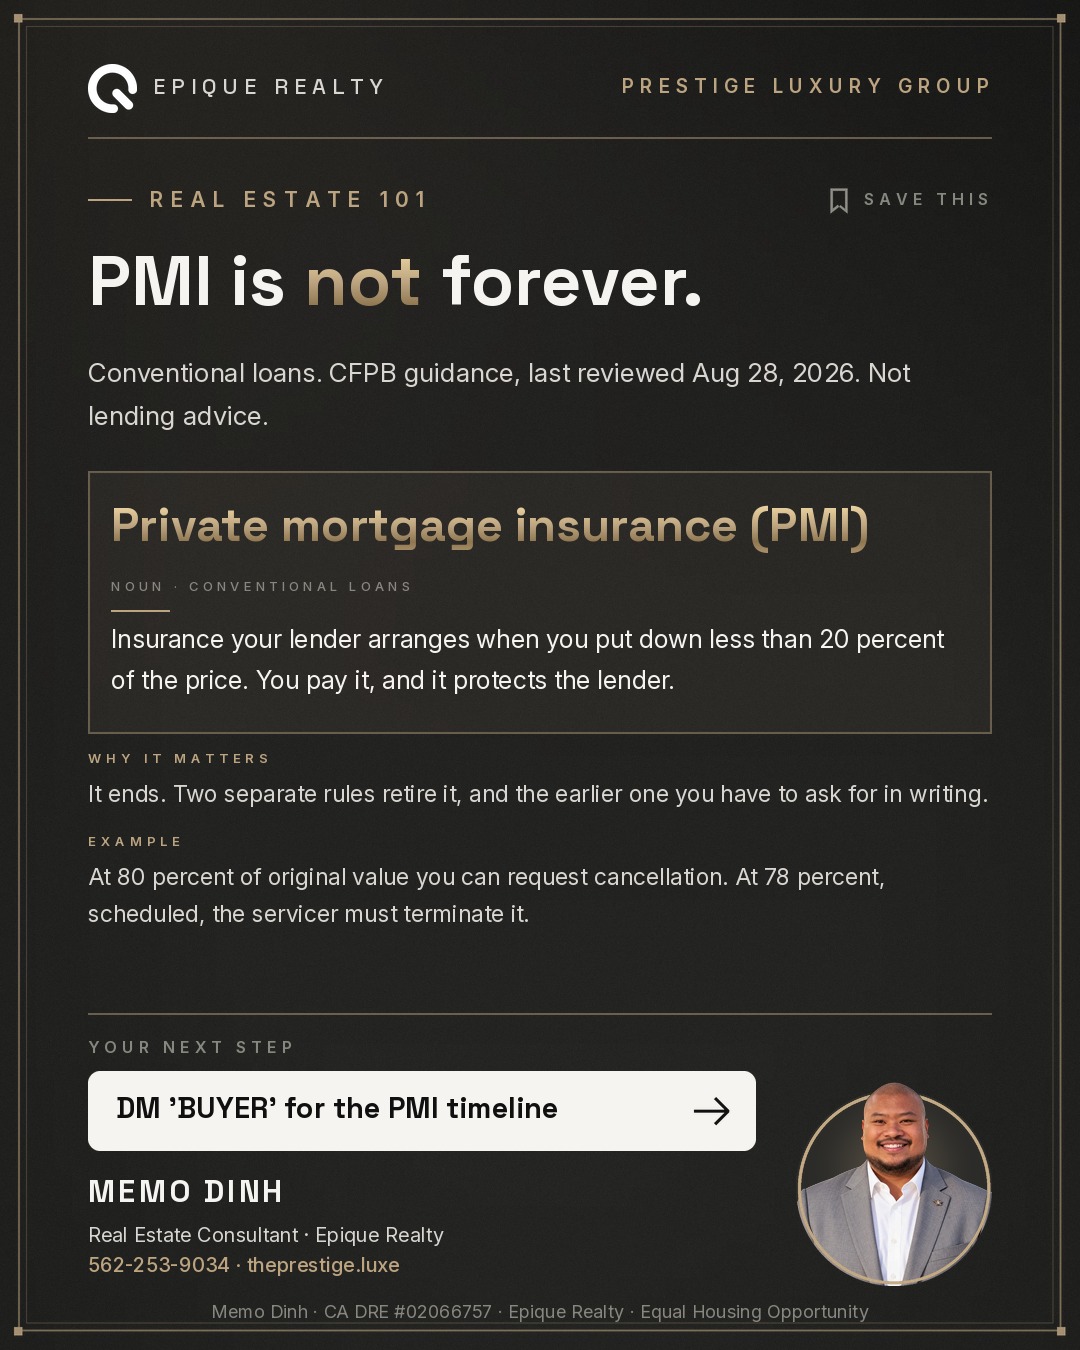 EPIQUE REALTY
PRESTIGE LUXURY GROUP
REAL ESTATE 101
SAVE THIS
PMI is not forever.
Conventional loans. CFPB guidance, last reviewed Aug 28, 2026. Not
lending advice.
Private mortgage insurance (PMI)
NOUN · CONVENTIONAL LOANS
Insurance your lender arranges when you put down less than 20 percent
of the price. You pay it, and it protects the lender.
WHY IT MATTERS
It ends. Two separate rules retire it, and the earlier one you have to ask for in writing.
EXAMPLE
At 80 percent of original value you can request cancellation. At 78 percent,
scheduled, the servicer must terminate it.
YOUR NEXT STEP
DM ’BUYER’ for the PMI timeline
MEMO DINH
Real Estate Consultant · Epique Realty
562-253-9034 · theprestige.luxe
Memo Dinh · CA DRE #02066757 · Epique Realty · Equal Housing Opportunity